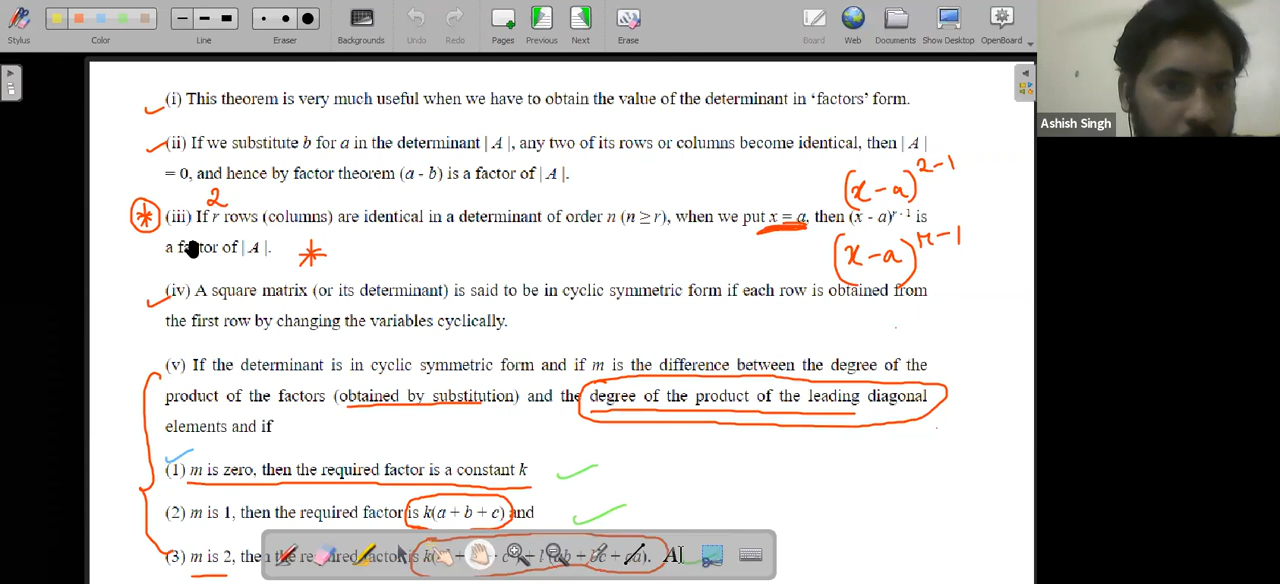 Stylus Color Line Eraser Backgrounds Undo Redo Pages Previous Next Erase Board Web Documents Show Desktop OpenBoard
Ashish Singh
(i) This theorem is very much useful when we have to obtain the value of the determinant in ‘factors’ form.
(ii) If we substitute b for a in the determinant | A |, any two of its rows or columns become identical, then | A |
= 0, and hence by factor theorem (a - b) is a factor of | A |.
(x-a)^2-1
2
(iii) If r rows (columns) are identical in a determinant of order n (n ≥ r), when we put x = a, then (x - a)^r-1 is
a factor of | A |.
(x-a)^r-1
(iv) A square matrix (or its determinant) is said to be in cyclic symmetric form if each row is obtained from
the first row by changing the variables cyclically.
(v) If the determinant is in cyclic symmetric form and if m is the difference between the degree of the
product of the factors (obtained by substitution) and the degree of the product of the leading diagonal
elements and if
(1) m is zero, then the required factor is a constant k
(2) m is 1, then the required factor is k(a + b + c) and
(3) m is 2, then the required factor is